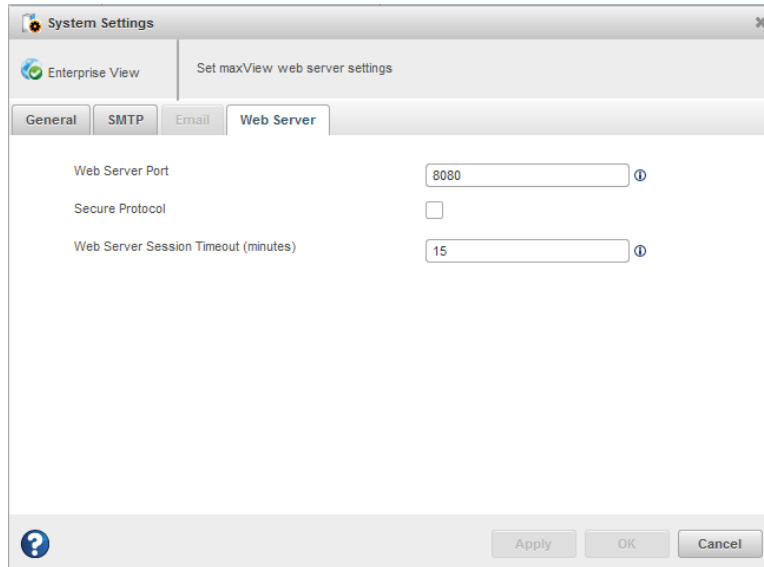 System Settings
Enterprise View
Set maxView web server settings
General SMTP Email Web Server
Web Server Port 8080
Secure Protocol
Web Server Session Timeout (minutes) 15
Apply OK Cancel